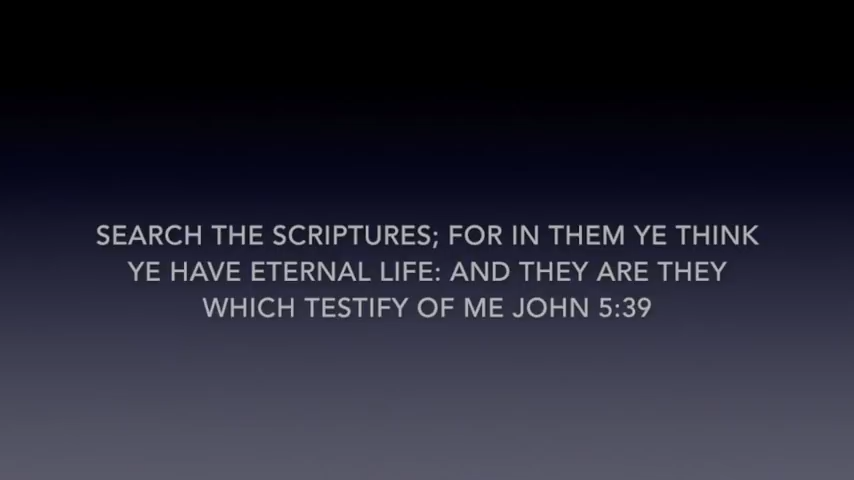 SEARCH THE SCRIPTURES; FOR IN THEM YE THINK
YE HAVE ETERNAL LIFE: AND THEY ARE THEY
WHICH TESTIFY OF ME JOHN 5:39